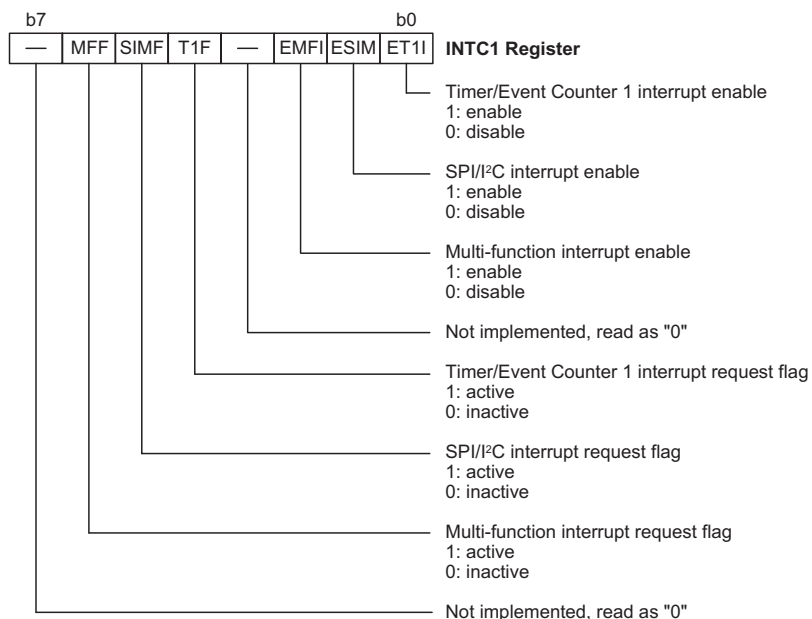 b7 b0
— MFF SIMF T1F — EMFI ESIM ET1I INTC1 Register
Timer/Event Counter 1 interrupt enable
1: enable
0: disable
SPI/I²C interrupt enable
1: enable
0: disable
Multi-function interrupt enable
1: enable
0: disable
Not implemented, read as "0"
Timer/Event Counter 1 interrupt request flag
1: active
0: inactive
SPI/I²C interrupt request flag
1: active
0: inactive
Multi-function interrupt request flag
1: active
0: inactive
Not implemented, read as "0"